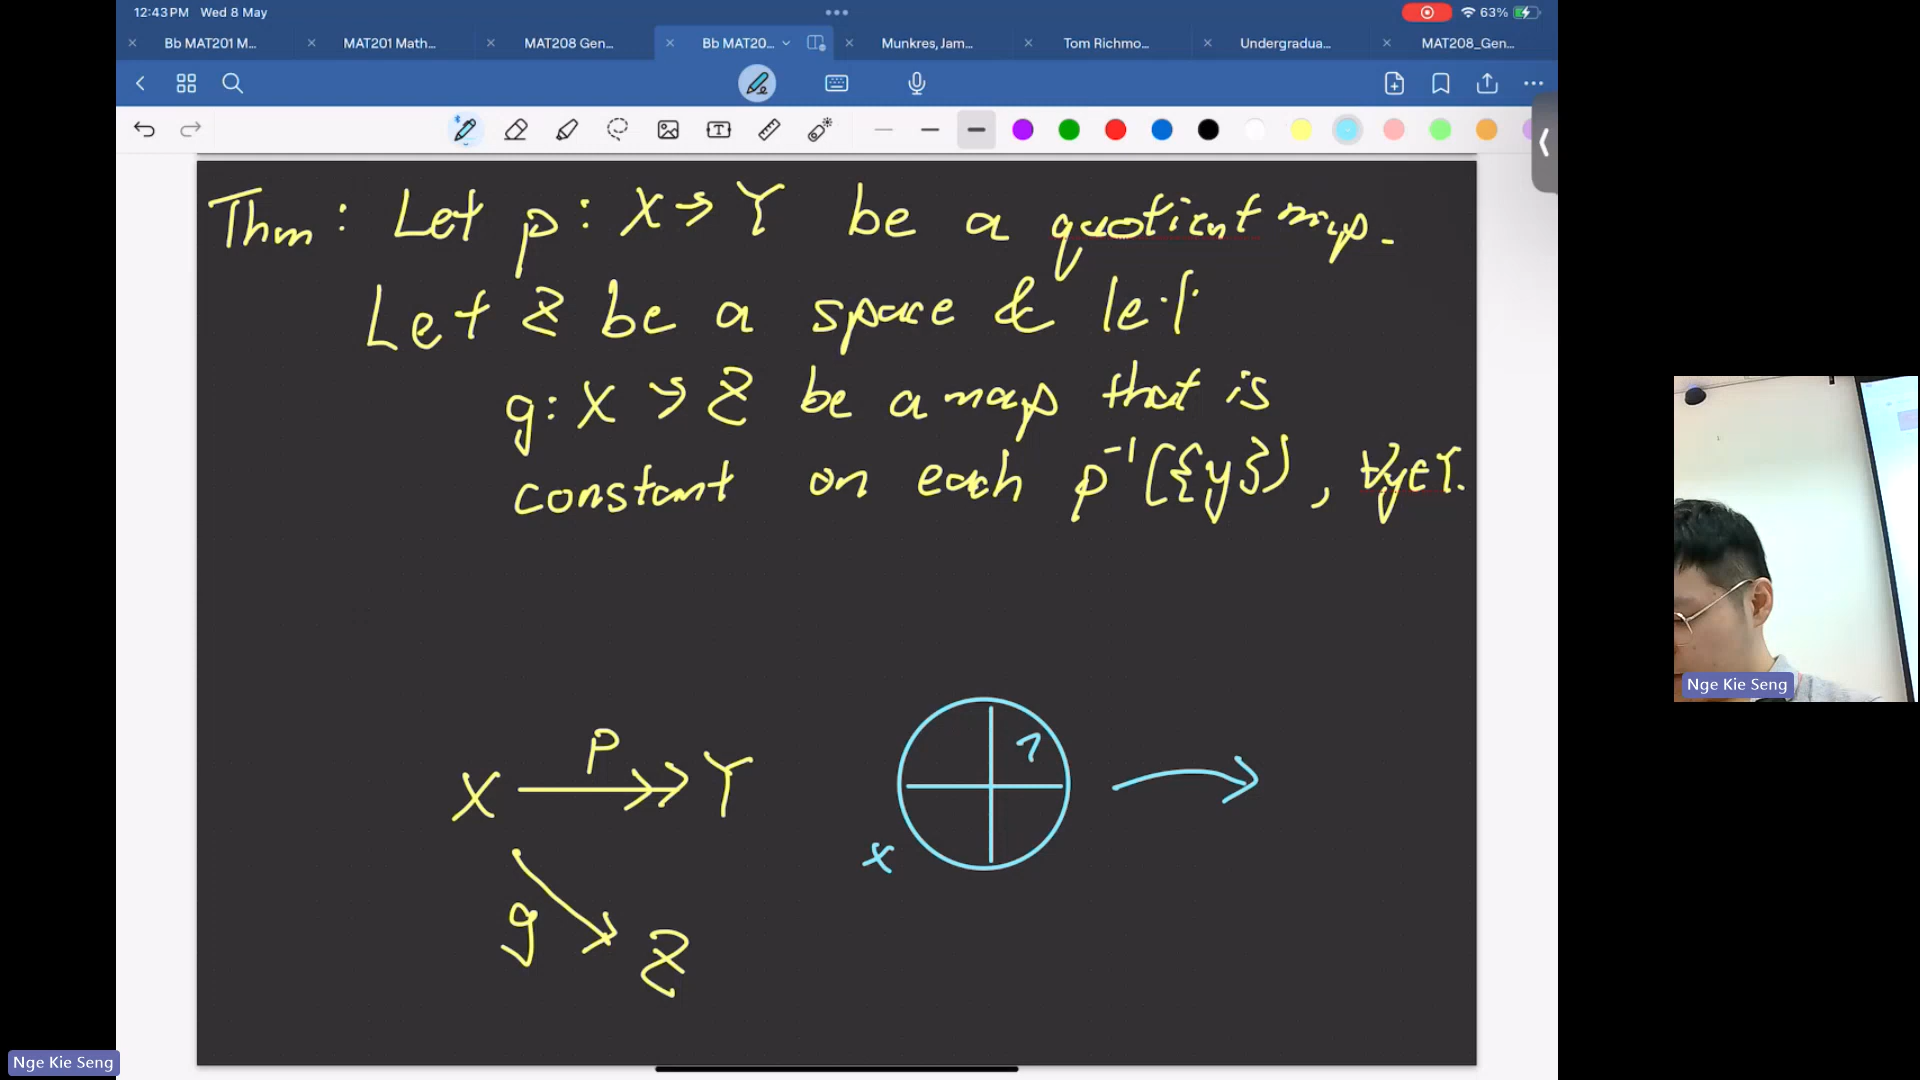 12:43 PM Wed 8 May
63%
Bb MAT201 M...
MAT201 Math...
MAT208 Gen...
Bb MAT20...
Munkres, Jam...
Tom Richmo...
Undergradua...
MAT208_Gen...
Thm: Let p: X → Y be a quotient map.
Let Z be a space & let
g: X → Z be a map that is
constant on each p⁻¹({y}), ∀y∈Y.
p
X ↠ Y
g
Z
1
x
Nge Kie Seng
Nge Kie Seng